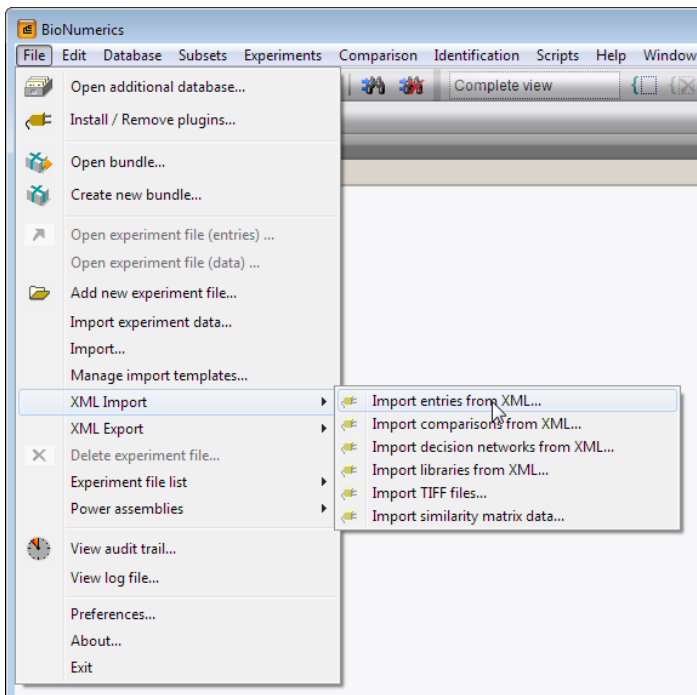 BioNumerics
File Edit Database Subsets Experiments Comparison Identification Scripts Help Window
Complete view
Open additional database...
Install / Remove plugins...
Open bundle...
Create new bundle...
Open experiment file (entries) ...
Open experiment file (data) ...
Add new experiment file...
Import experiment data...
Import...
Manage import templates...
XML Import
XML Export
Delete experiment file...
Experiment file list
Power assemblies
View audit trail...
View log file...
Preferences...
About...
Exit
Import entries from XML...
Import comparisons from XML...
Import decision networks from XML...
Import libraries from XML...
Import TIFF files...
Import similarity matrix data...